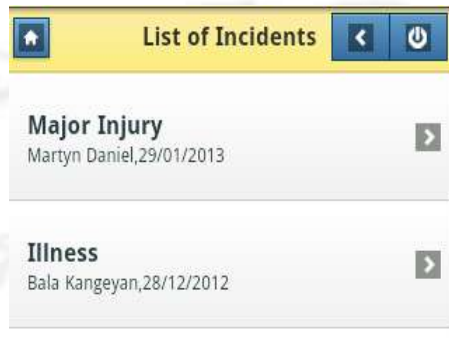 List of Incidents
Major Injury
Martyn Daniel,29/01/2013
Illness
Bala Kangeyan,28/12/2012